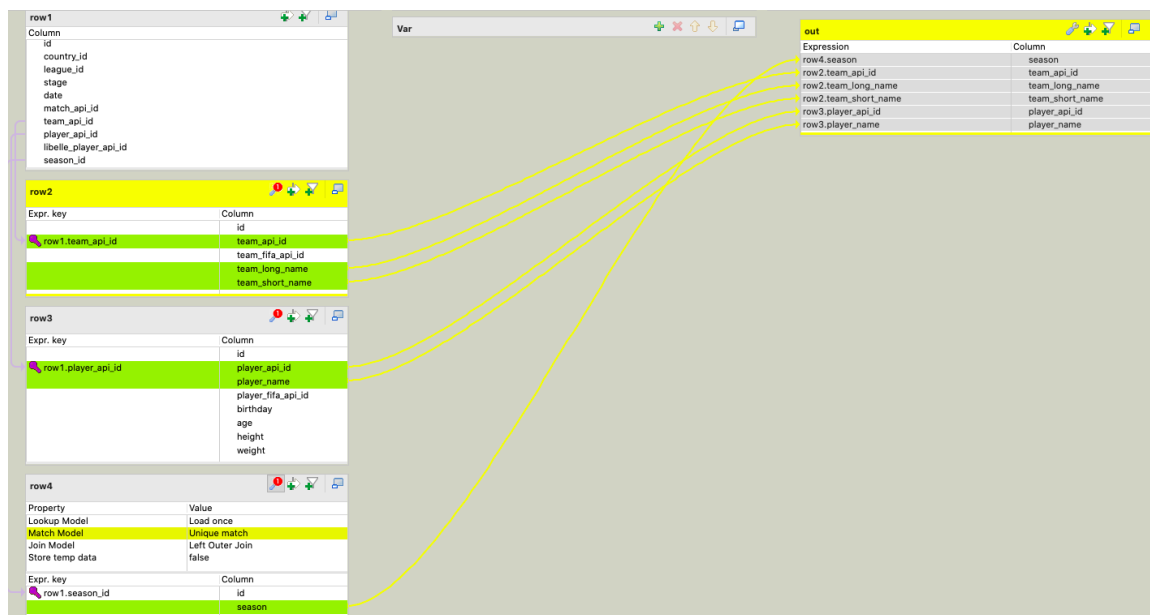 row1
Column
id
country_id
league_id
stage
date
match_api_id
team_api_id
player_api_id
libelle_player_api_id
season_id
row2
1
Expr. key Column
id
row1.team_api_id team_api_id
team_fifa_api_id
team_long_name
team_short_name
row3
1
Expr. key Column
id
row1.player_api_id player_api_id
player_name
player_fifa_api_id
birthday
age
height
weight
row4
1
Property Value
Lookup Model Load once
Match Model Unique match
Join Model Left Outer Join
Store temp data false
Expr. key Column
row1.season_id id
season
Var
out
Expression Column
row4.season season
row2.team_api_id team_api_id
row2.team_long_name team_long_name
row2.team_short_name team_short_name
row3.player_api_id player_api_id
row3.player_name player_name